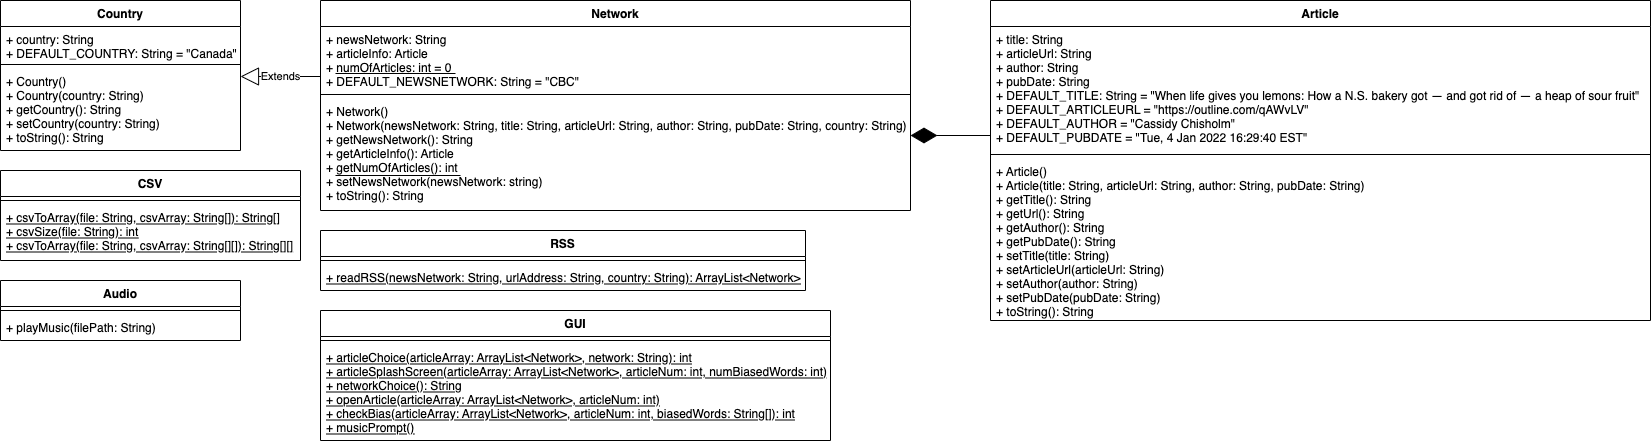 Country
+ country: String
+ DEFAULT_COUNTRY: String = "Canada"
+ Country()
+ Country(country: String)
+ getCountry(): String
+ setCountry(country: String)
+ toString(): String
Extends
Network
+ newsNetwork: String
+ articleInfo: Article
+ numOfArticles: int = 0
+ DEFAULT_NEWSNETWORK: String = "CBC"
+ Network()
+ Network(newsNetwork: String, title: String, articleUrl: String, author: String, pubDate: String, country: String)
+ getNewsNetwork(): String
+ getArticleInfo(): Article
+ getNumOfArticles(): int
+ setNewsNetwork(newsNetwork: string)
+ toString(): String
Article
+ title: String
+ articleUrl: String
+ author: String
+ pubDate: String
+ DEFAULT_TITLE: String = "When life gives you lemons: How a N.S. bakery got — and got rid of — a heap of sour fruit"
+ DEFAULT_ARTICLEURL = "https://outline.com/qAWvLV"
+ DEFAULT_AUTHOR = "Cassidy Chisholm"
+ DEFAULT_PUBDATE = "Tue, 4 Jan 2022 16:29:40 EST"
+ Article()
+ Article(title: String, articleUrl: String, author: String, pubDate: String)
+ getTitle(): String
+ getUrl(): String
+ getAuthor(): String
+ getPubDate(): String
+ setTitle(title: String)
+ setArticleUrl(articleUrl: String)
+ setAuthor(author: String)
+ setPubDate(pubDate: String)
+ toString(): String
CSV
+ csvToArray(file: String, csvArray: String[]): String[]
+ csvSize(file: String): int
+ csvToArray(file: String, csvArray: String[][]): String[][]
RSS
+ readRSS(newsNetwork: String, urlAddress: String, country: String): ArrayList<Network>
Audio
+ playMusic(filePath: String)
GUI
+ articleChoice(articleArray: ArrayList<Network>, network: String): int
+ articleSplashScreen(articleArray: ArrayList<Network>, articleNum: int, numBiasedWords: int)
+ networkChoice(): String
+ openArticle(articleArray: ArrayList<Network>, articleNum: int)
+ checkBias(articleArray: ArrayList<Network>, articleNum: int, biasedWords: String[]): int
+ musicPrompt()